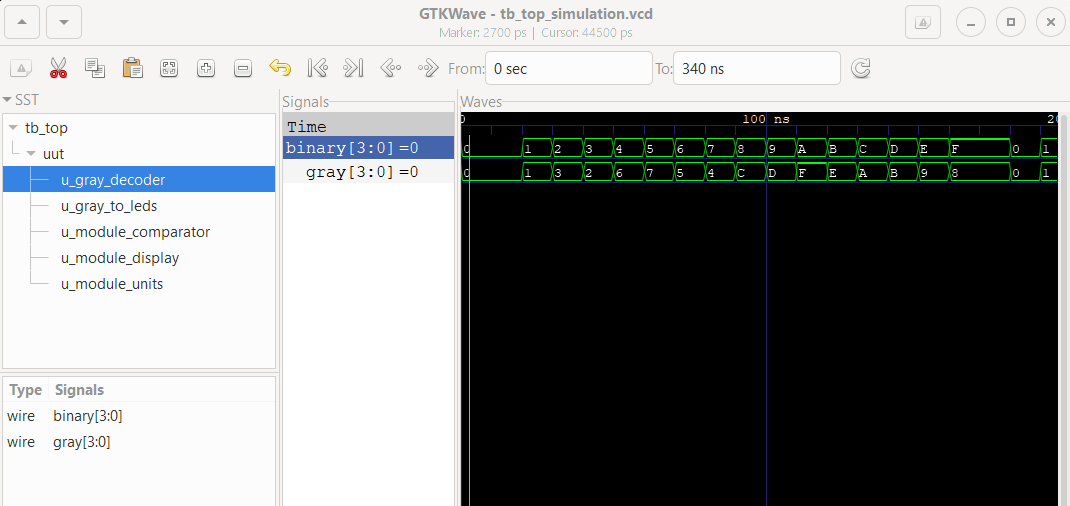 GTKWave - tb_top_simulation.vcd
Marker: 2700 ps | Cursor: 44500 ps
From: 0 sec To: 340 ns
SST
tb_top
uut
u_gray_decoder
u_gray_to_leds
u_module_comparator
u_module_display
u_module_units
Type Signals
wire binary[3:0]
wire gray[3:0]
Signals
Time
binary[3:0]=0
gray[3:0]=0
Waves
0 100 ns 20
0 1 2 3 4 5 6 7 8 9 A B C D E F 0 1
0 1 3 2 6 7 5 4 C D F E A B 9 8 0 1